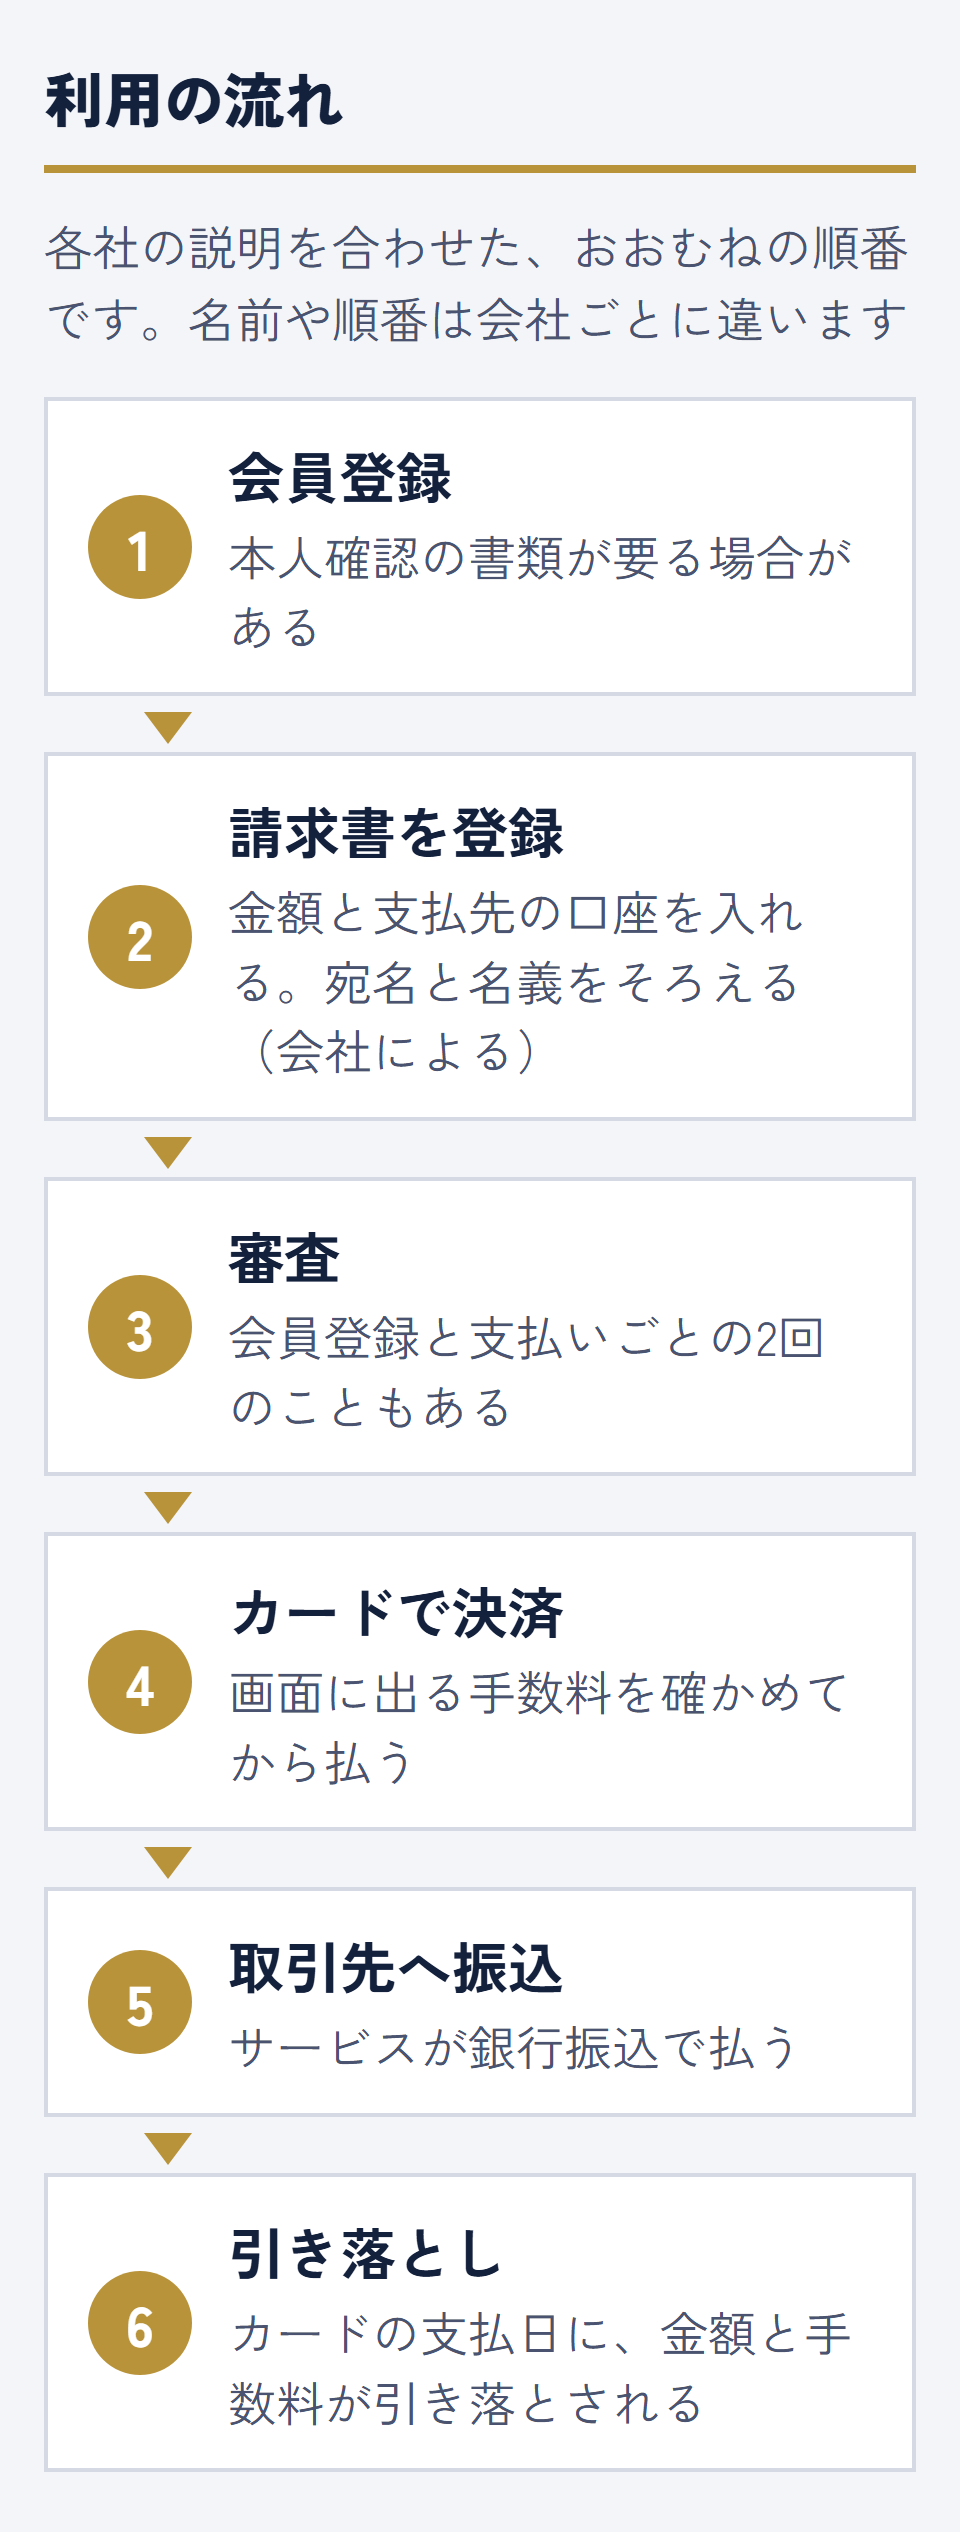 利用の流れ
各社の説明を合わせた、おおむねの順番
です。名前や順番は会社ごとに違います
1
会員登録
本人確認の書類が要る場合が
ある
2
請求書を登録
金額と支払先の口座を入れ
る。宛名と名義をそろえる
（会社による）
3
審査
会員登録と支払いごとの2回
のこともある
4
カードで決済
画面に出る手数料を確かめて
から払う
5
取引先へ振込
サービスが銀行振込で払う
6
引き落とし
カードの支払日に、金額と手
数料が引き落とされる